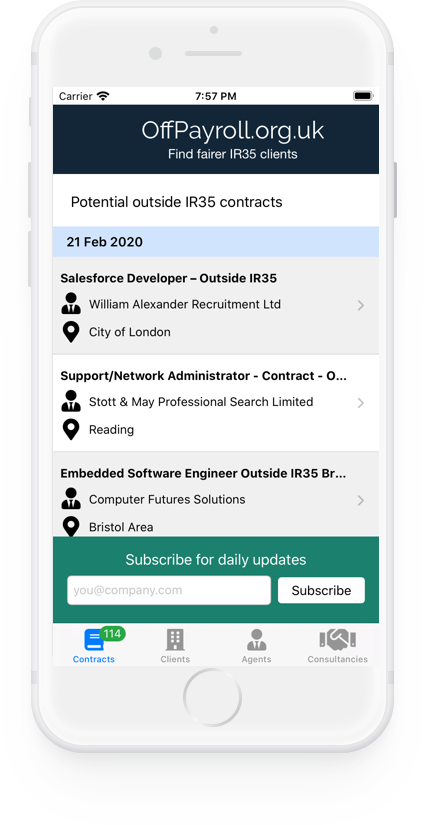 Carrier 7:57 PM
OffPayroll.org.uk
Find fairer IR35 clients
Potential outside IR35 contracts
21 Feb 2020
Salesforce Developer – Outside IR35
William Alexander Recruitment Ltd
City of London
Support/Network Administrator - Contract - O...
Stott & May Professional Search Limited
Reading
Embedded Software Engineer Outside IR35 Br...
Computer Futures Solutions
Bristol Area
Subscribe for daily updates
you@company.com Subscribe
114
Contracts Clients Agents Consultancies